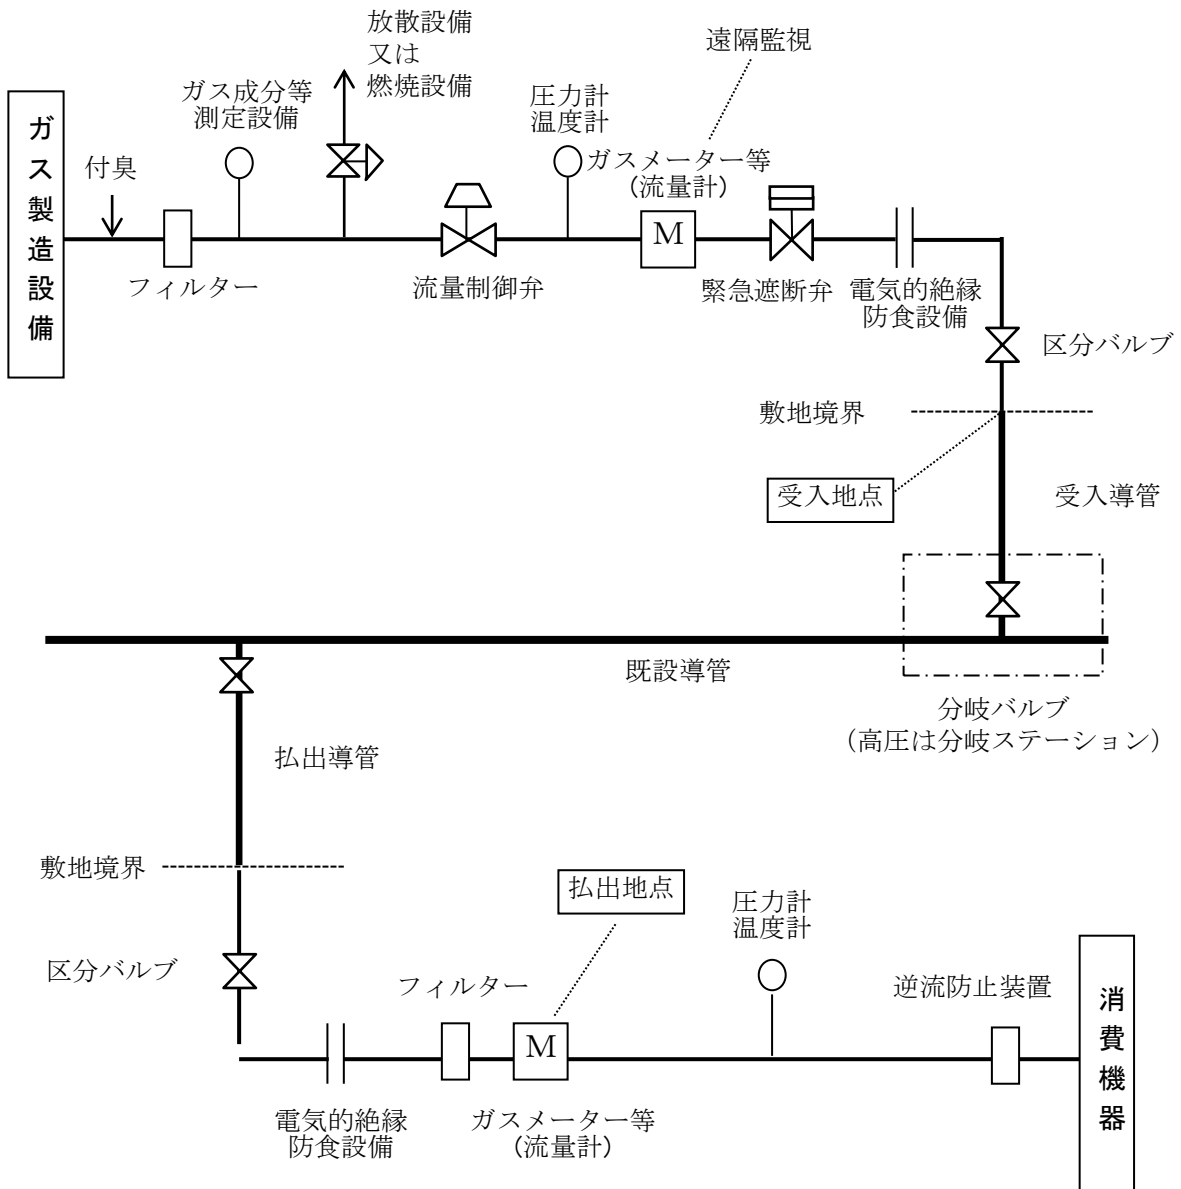 放散設備
又は
燃焼設備
遠隔監視
ガス成分等
測定設備
圧力計
温度計
ガス製造設備
付臭
ガスメーター等
(流量計)
M
フィルター
流量制御弁
緊急遮断弁
電気的絶縁
防食設備
区分バルブ
敷地境界
受入地点
受入導管
既設導管
分岐バルブ
(高圧は分岐ステーション)
払出導管
敷地境界
払出地点
圧力計
温度計
区分バルブ
フィルター
逆流防止装置
消費機器
M
電気的絶縁
防食設備
ガスメーター等
(流量計)